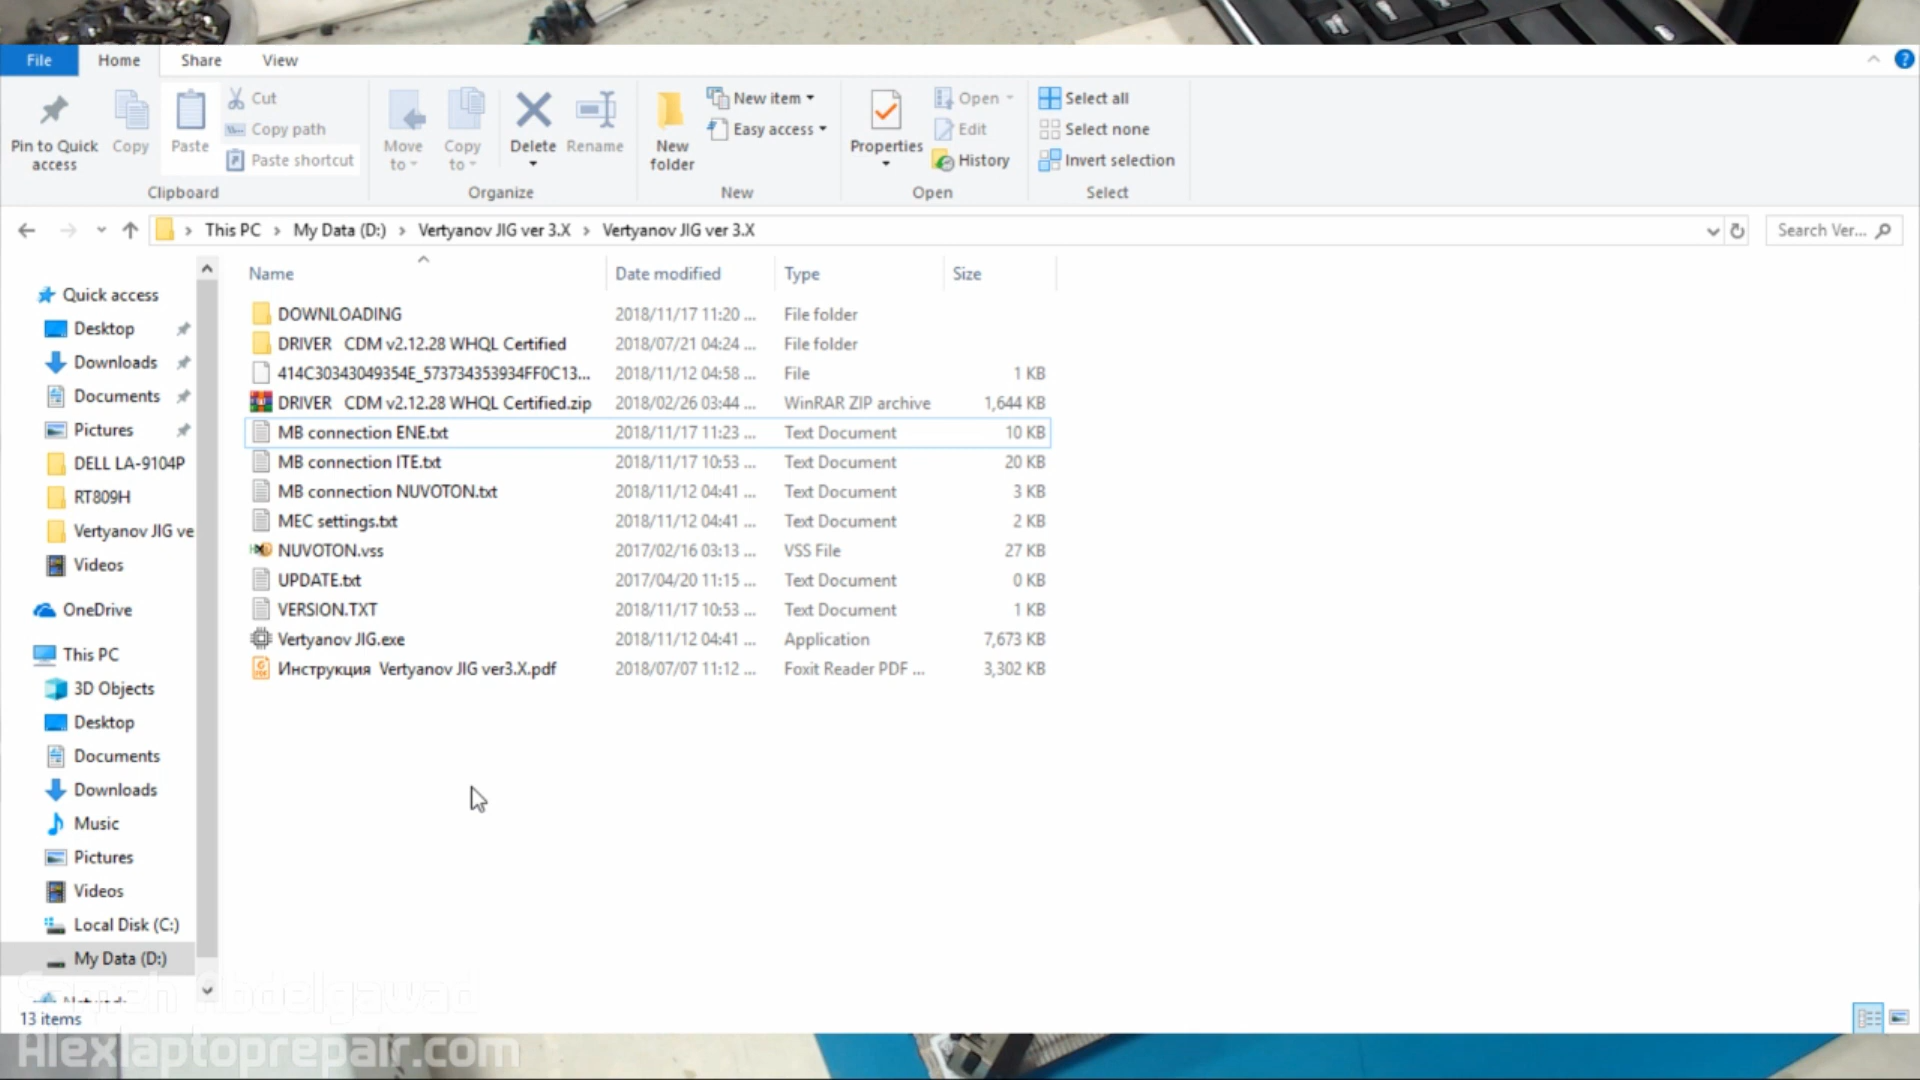 File Home Share View
Pin to Quick access
Copy
Paste
Cut
Copy path
Paste shortcut
Clipboard
Move to
Copy to
Delete
Rename
Organize
New folder
New item
Easy access
New
Properties
Open
Edit
History
Open
Select all
Select none
Invert selection
Select
This PC > My Data (D:) > Vertyanov JIG ver 3.X > Vertyanov JIG ver 3.X
Search Ver...
Quick access
Desktop
Downloads
Documents
Pictures
DELL LA-9104P
RT809H
Vertyanov JIG ve
Videos
OneDrive
This PC
3D Objects
Desktop
Documents
Downloads
Music
Pictures
Videos
Local Disk (C:)
My Data (D:)
Network
Name Date modified Type Size
DOWNLOADING 2018/11/17 11:20 ... File folder
DRIVER CDM v2.12.28 WHQL Certified 2018/07/21 04:24 ... File folder
414C30343049354E_573734353934FF0C13... 2018/11/12 04:58 ... File 1 KB
DRIVER CDM v2.12.28 WHQL Certified.zip 2018/02/26 03:44 ... WinRAR ZIP archive 1,644 KB
MB connection ENE.txt 2018/11/17 11:23 ... Text Document 10 KB
MB connection ITE.txt 2018/11/17 10:53 ... Text Document 20 KB
MB connection NUVOTON.txt 2018/11/12 04:41 ... Text Document 3 KB
MEC settings.txt 2018/11/12 04:41 ... Text Document 2 KB
NUVOTON.vss 2017/02/16 03:13 ... VSS File 27 KB
UPDATE.txt 2017/04/20 11:15 ... Text Document 0 KB
VERSION.TXT 2018/11/17 10:53 ... Text Document 1 KB
Vertyanov JIG.exe 2018/11/12 04:41 ... Application 7,673 KB
Инструкция Vertyanov JIG ver3.X.pdf 2018/07/07 11:12 ... Foxit Reader PDF ... 3,302 KB
Sameh Abdelgawad
13 items
Alexlaptoprepair.com